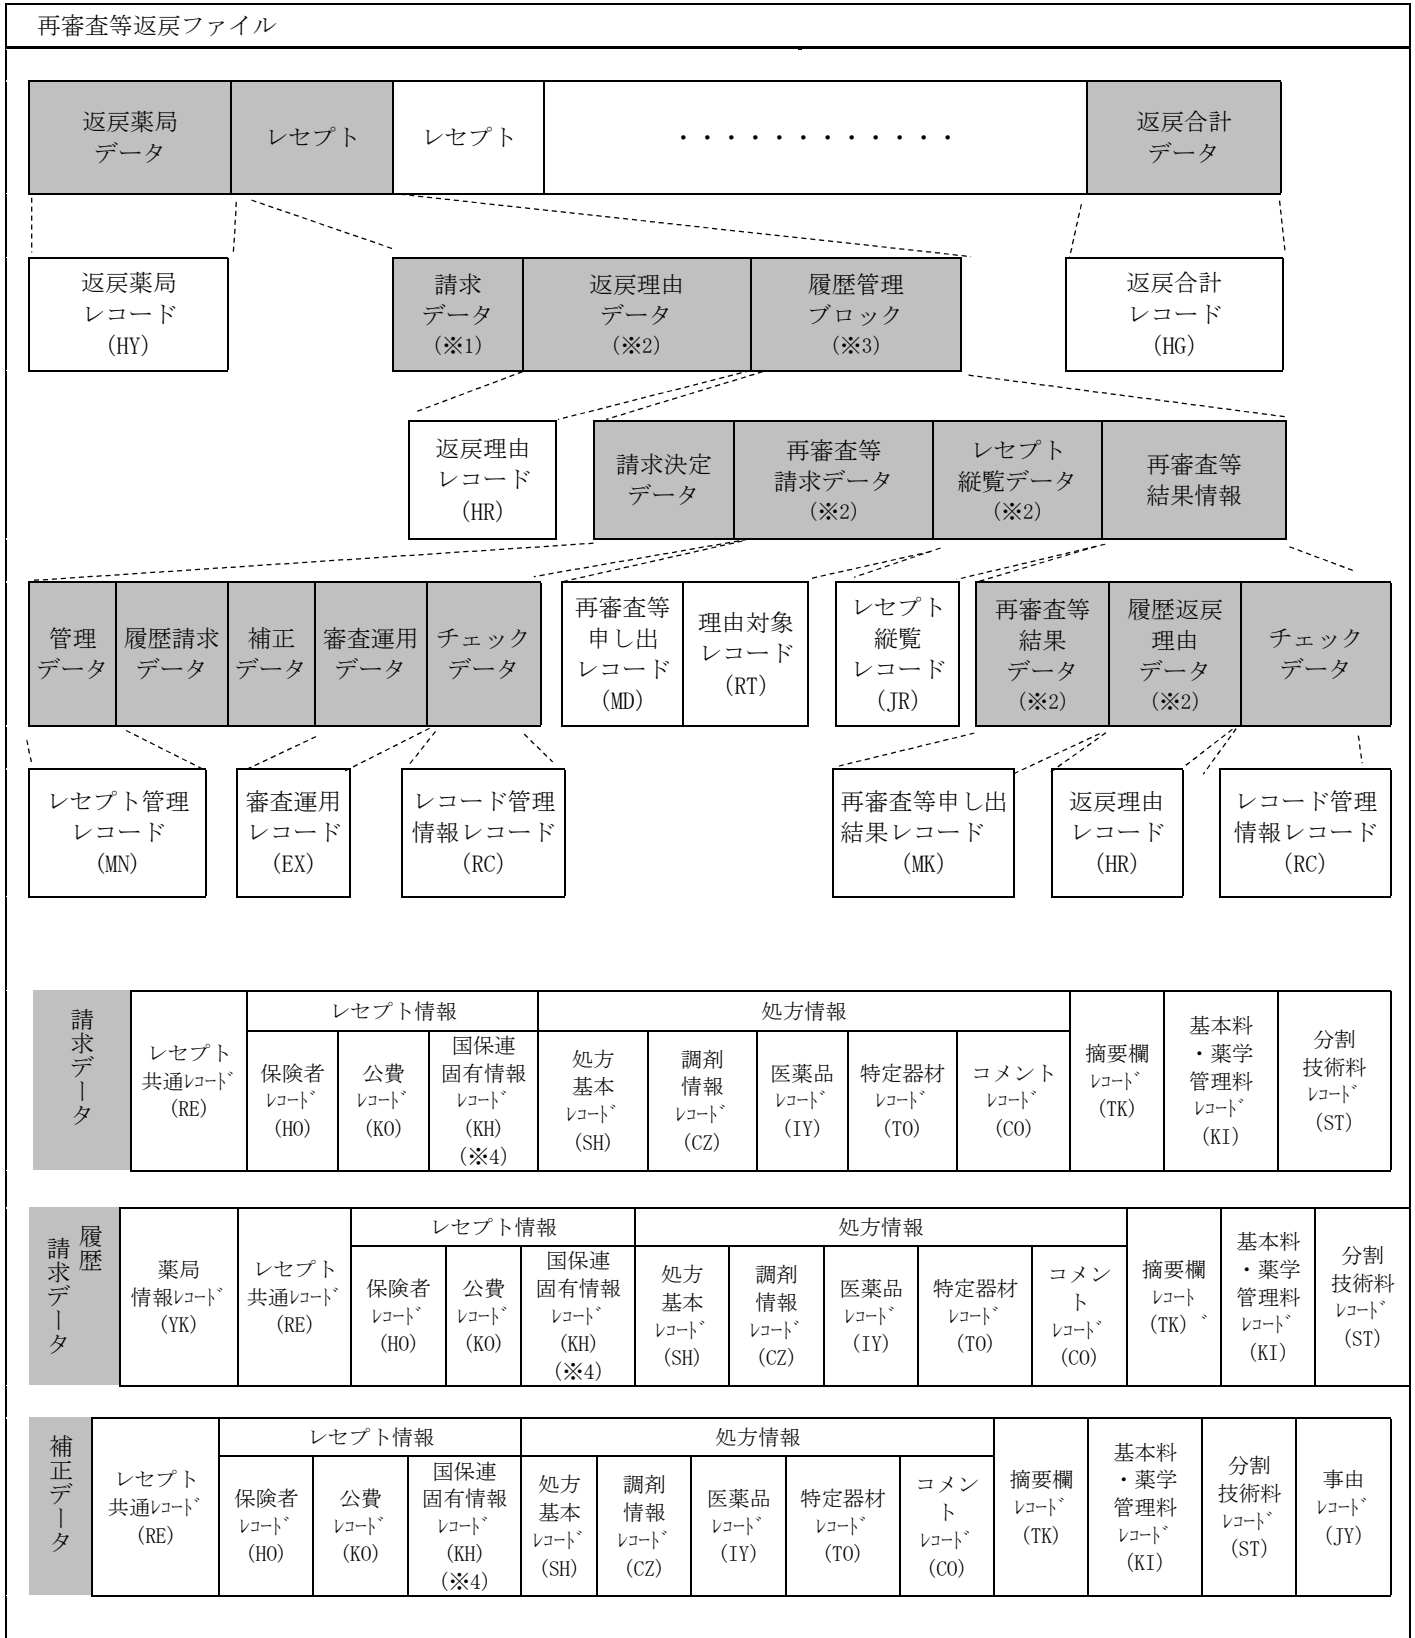 再審査等返戻ファイル
返戻薬局
データ
レセプト
レセプト
・・・・・・・・・・・・
返戻合計
データ
返戻薬局
レコード
(HY)
請求
データ
(※1)
返戻理由
データ
(※2)
履歴管理
ブロック
(※3)
返戻合計
レコード
(HG)
返戻理由
レコード
(HR)
請求決定
データ
再審査等
請求データ
(※2)
レセプト
縦覧データ
(※2)
再審査等
結果情報
管理
データ
履歴請求
データ
補正
データ
審査運用
データ
チェック
データ
再審査等
申し出
レコード
(MD)
理由対象
レコード
(RT)
レセプト
縦覧
レコード
(JR)
再審査等
結果
データ
(※2)
履歴返戻
理由
データ
(※2)
チェック
データ
レセプト管理
レコード
(MN)
審査運用
レコード
(EX)
レコード管理
情報レコード
(RC)
再審査等申し出
結果レコード
(MK)
返戻理由
レコード
(HR)
レコード管理
情報レコード
(RC)
請求データ
レセプト
共通ﾚｺｰﾄﾞ
(RE)
レセプト情報
保険者
ﾚｺｰﾄﾞ
(HO)
公費
ﾚｺｰﾄﾞ
(KO)
国保連
固有情報
ﾚｺｰﾄﾞ
(KH)
(※4)
処方情報
処方
基本
ﾚｺｰﾄﾞ
(SH)
調剤
情報
ﾚｺｰﾄﾞ
(CZ)
医薬品
ﾚｺｰﾄﾞ
(IY)
特定器材
ﾚｺｰﾄﾞ
(TO)
コメント
ﾚｺｰﾄﾞ
(CO)
摘要欄
ﾚｺｰﾄﾞ
(TK)
基本料
・薬学
管理料
ﾚｺｰﾄﾞ
(KI)
分割
技術料
ﾚｺｰﾄﾞ
(ST)
履歴
請求データ
薬局
情報ﾚｺｰﾄﾞ
(YK)
レセプト
共通ﾚｺｰﾄﾞ
(RE)
レセプト情報
保険者
ﾚｺｰﾄﾞ
(HO)
公費
ﾚｺｰﾄﾞ
(KO)
国保連
固有情報
ﾚｺｰﾄﾞ
(KH)
(※4)
処方情報
処方
基本
ﾚｺｰﾄﾞ
(SH)
調剤
情報
ﾚｺｰﾄﾞ
(CZ)
医薬品
ﾚｺｰﾄﾞ
(IY)
特定器材
ﾚｺｰﾄﾞ
(TO)
コメン
ト
ﾚｺｰﾄﾞ
(CO)
摘要欄
ﾚｺｰﾄ
(TK) ﾞ
基本料
・薬学
管理料
ﾚｺｰﾄﾞ
(KI)
分割
技術料
ﾚｺｰﾄﾞ
(ST)
補正データ
レセプト
共通ﾚｺｰﾄﾞ
(RE)
レセプト情報
保険者
ﾚｺｰﾄﾞ
(HO)
公費
ﾚｺｰﾄﾞ
(KO)
国保連
固有情報
ﾚｺｰﾄﾞ
(KH)
(※4)
処方情報
処方
基本
ﾚｺｰﾄﾞ
(SH)
調剤
情報
ﾚｺｰﾄﾞ
(CZ)
医薬品
ﾚｺｰﾄﾞ
(IY)
特定器材
ﾚｺｰﾄﾞ
(TO)
コメン
ト
ﾚｺｰﾄﾞ
(CO)
摘要欄
ﾚｺｰﾄﾞ
(TK)
基本料
・薬学
管理料
ﾚｺｰﾄﾞ
(KI)
分割
技術料
ﾚｺｰﾄﾞ
(ST)
事由
ﾚｺｰﾄﾞ
(JY)